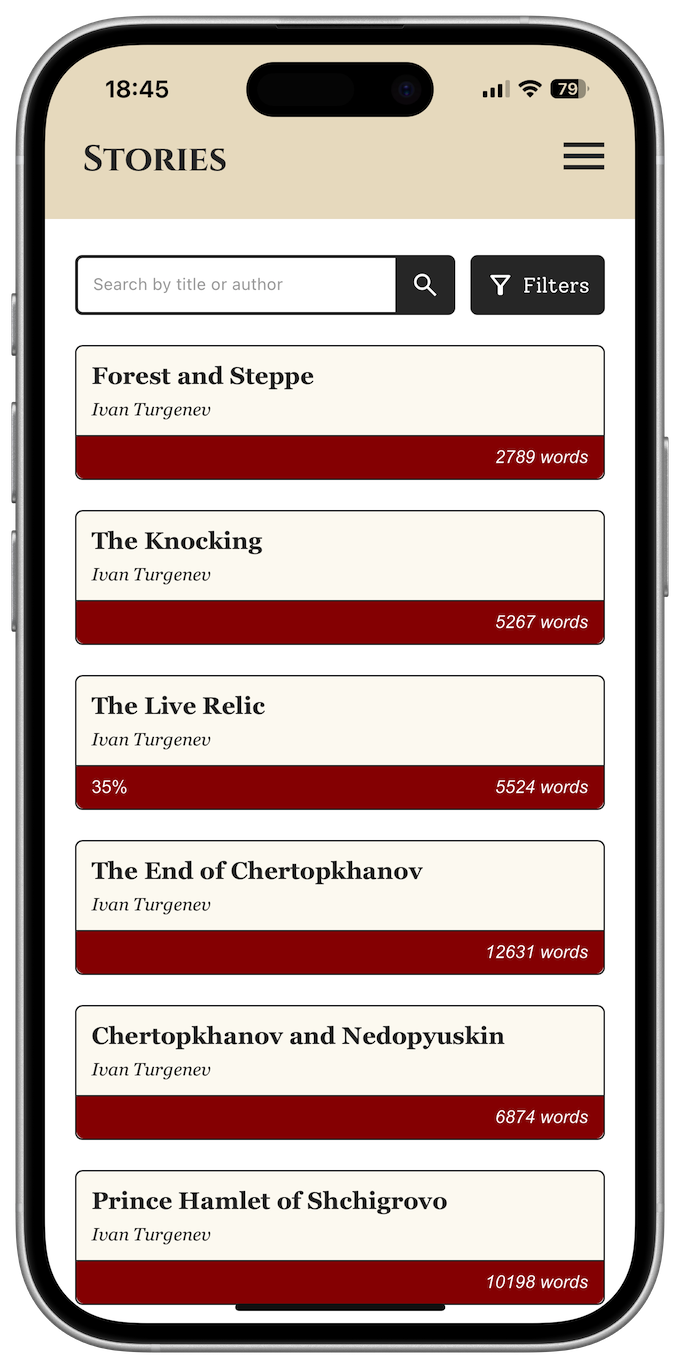 18:45
79
Stories
Search by title or author
Filters
Forest and Steppe
Ivan Turgenev
2789 words
The Knocking
Ivan Turgenev
5267 words
The Live Relic
Ivan Turgenev
35% 5524 words
The End of Chertopkhanov
Ivan Turgenev
12631 words
Chertopkhanov and Nedopyuskin
Ivan Turgenev
6874 words
Prince Hamlet of Shchigrovo
Ivan Turgenev
10198 words